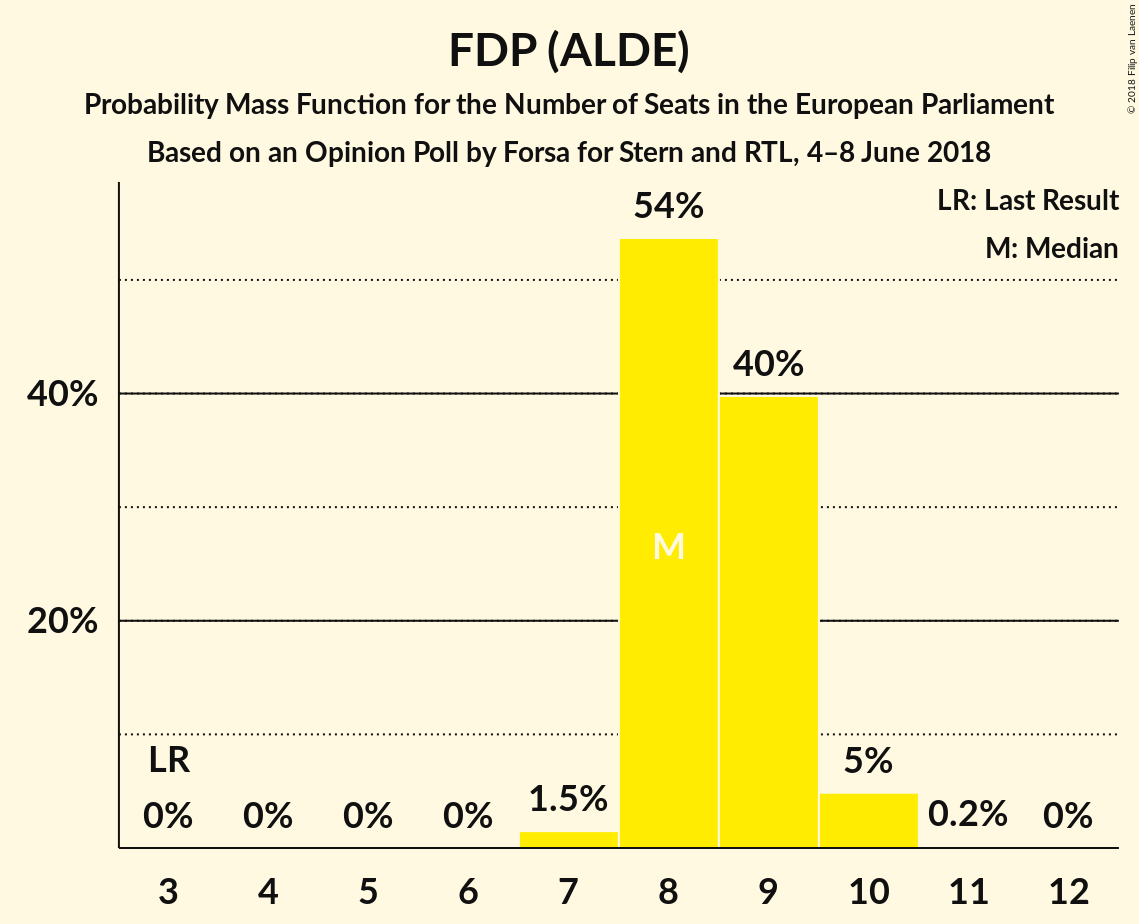 FDP (ALDE)
Probability Mass Function for the Number of Seats in the European Parliament
Based on an Opinion Poll by Forsa for Stern and RTL, 4–8 June 2018
© 2018 Filip van Laenen
LR: Last Result
M: Median
54%
40%
40%
M
20%
LR
0%
0%
0%
0%
1.5%
5%
0.2%
0%
3 4 5 6 7 8 9 10 11 12